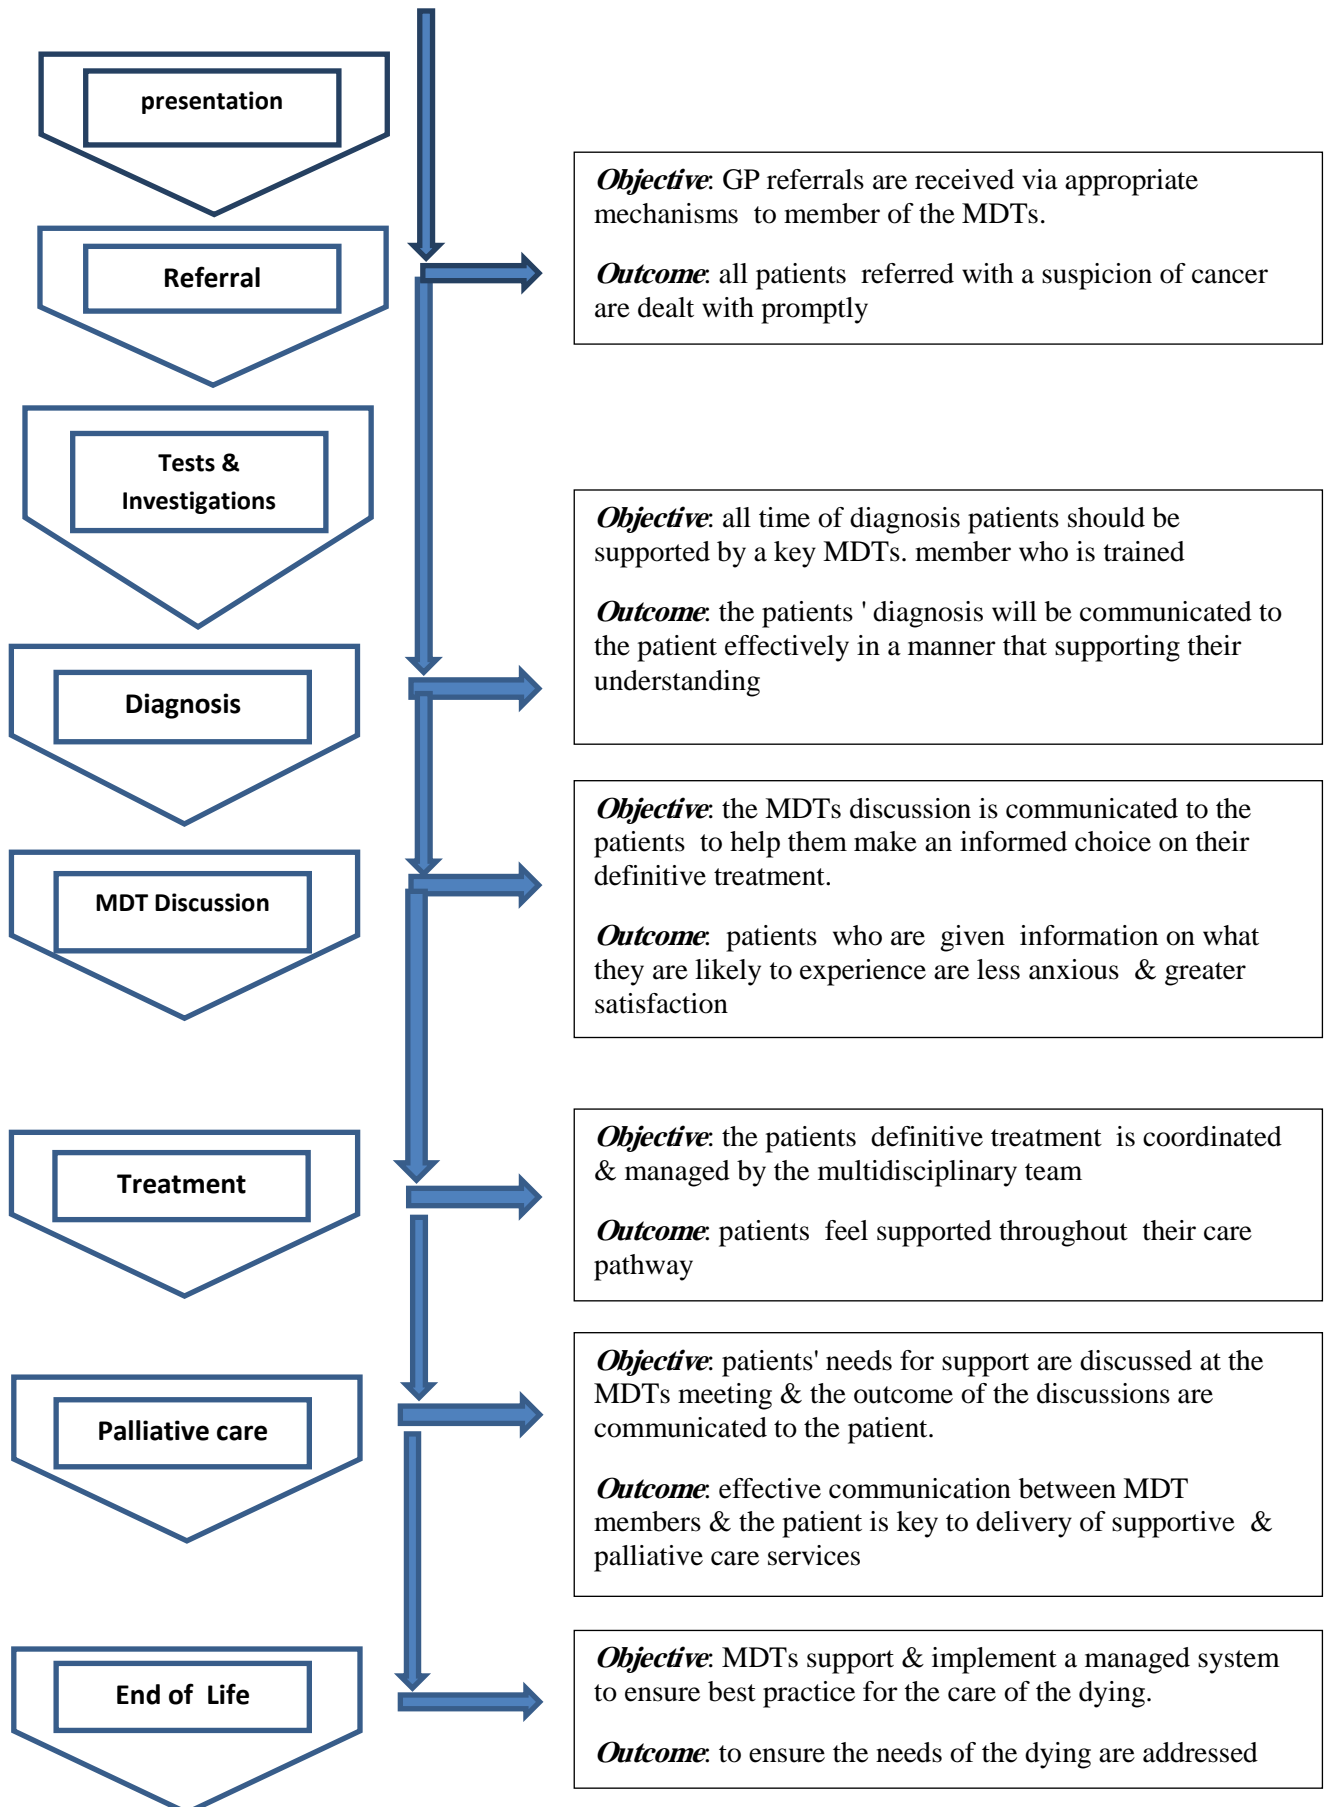 presentation
Referral
Objective: GP referrals are received via appropriate
mechanisms to member of the MDTs.
Outcome: all patients referred with a suspicion of cancer
are dealt with promptly
Tests &
Investigations
Diagnosis
Objective: all time of diagnosis patients should be
supported by a key MDTs. member who is trained
Outcome: the patients ' diagnosis will be communicated to
the patient effectively in a manner that supporting their
understanding
MDT Discussion
Objective: the MDTs discussion is communicated to the
patients to help them make an informed choice on their
definitive treatment.
Outcome: patients who are given information on what
they are likely to experience are less anxious & greater
satisfaction
Treatment
Objective: the patients definitive treatment is coordinated
& managed by the multidisciplinary team
Outcome: patients feel supported throughout their care
pathway
Palliative care
Objective: patients' needs for support are discussed at the
MDTs meeting & the outcome of the discussions are
communicated to the patient.
Outcome: effective communication between MDT
members & the patient is key to delivery of supportive &
palliative care services
End of Life
Objective: MDTs support & implement a managed system
to ensure best practice for the care of the dying.
Outcome: to ensure the needs of the dying are addressed